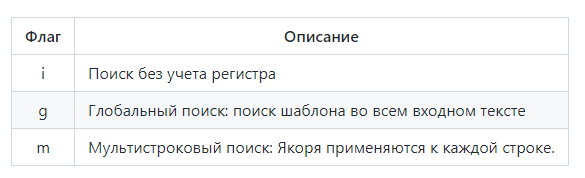 Флаг Описание
i Поиск без учета регистра
g Глобальный поиск: поиск шаблона во всем входном тексте
m Мультистроковый поиск: Якоря применяются к каждой строке.